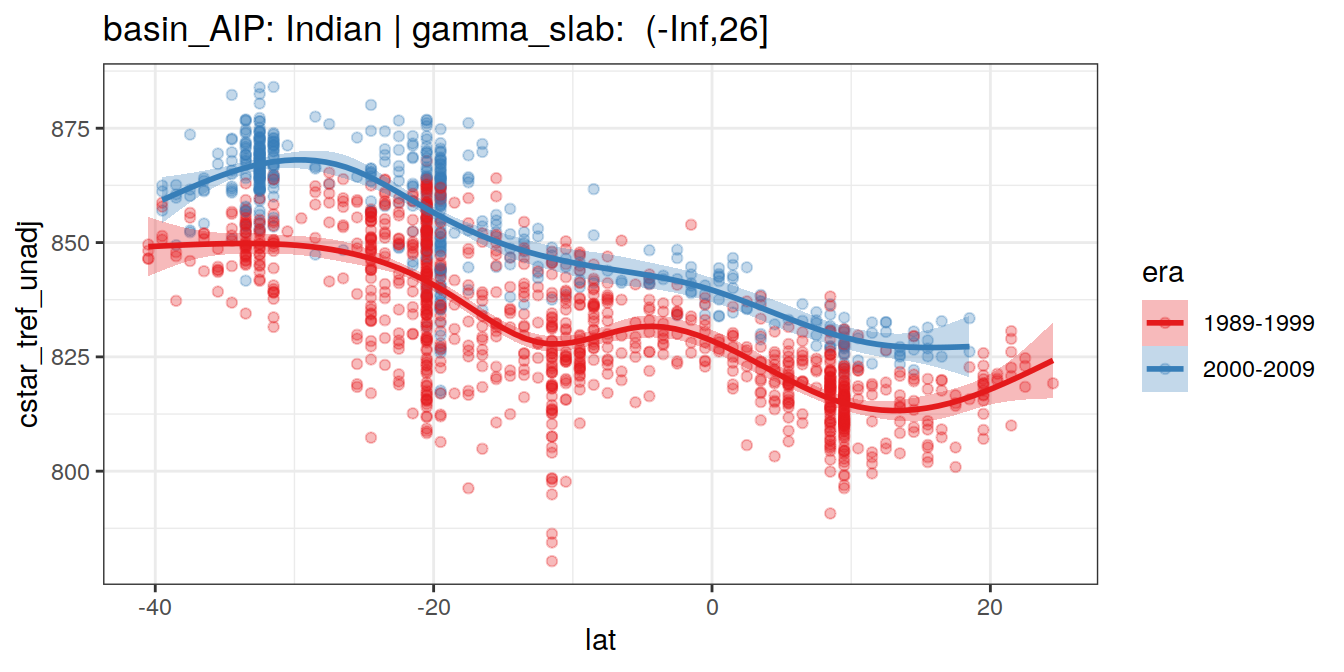 basin_AIP: Indian | gamma_slab:  (-Inf,26]
875
850
825
800
cstar_tref_unadj
-40
-20
0
20
lat
era
1989-1999
2000-2009